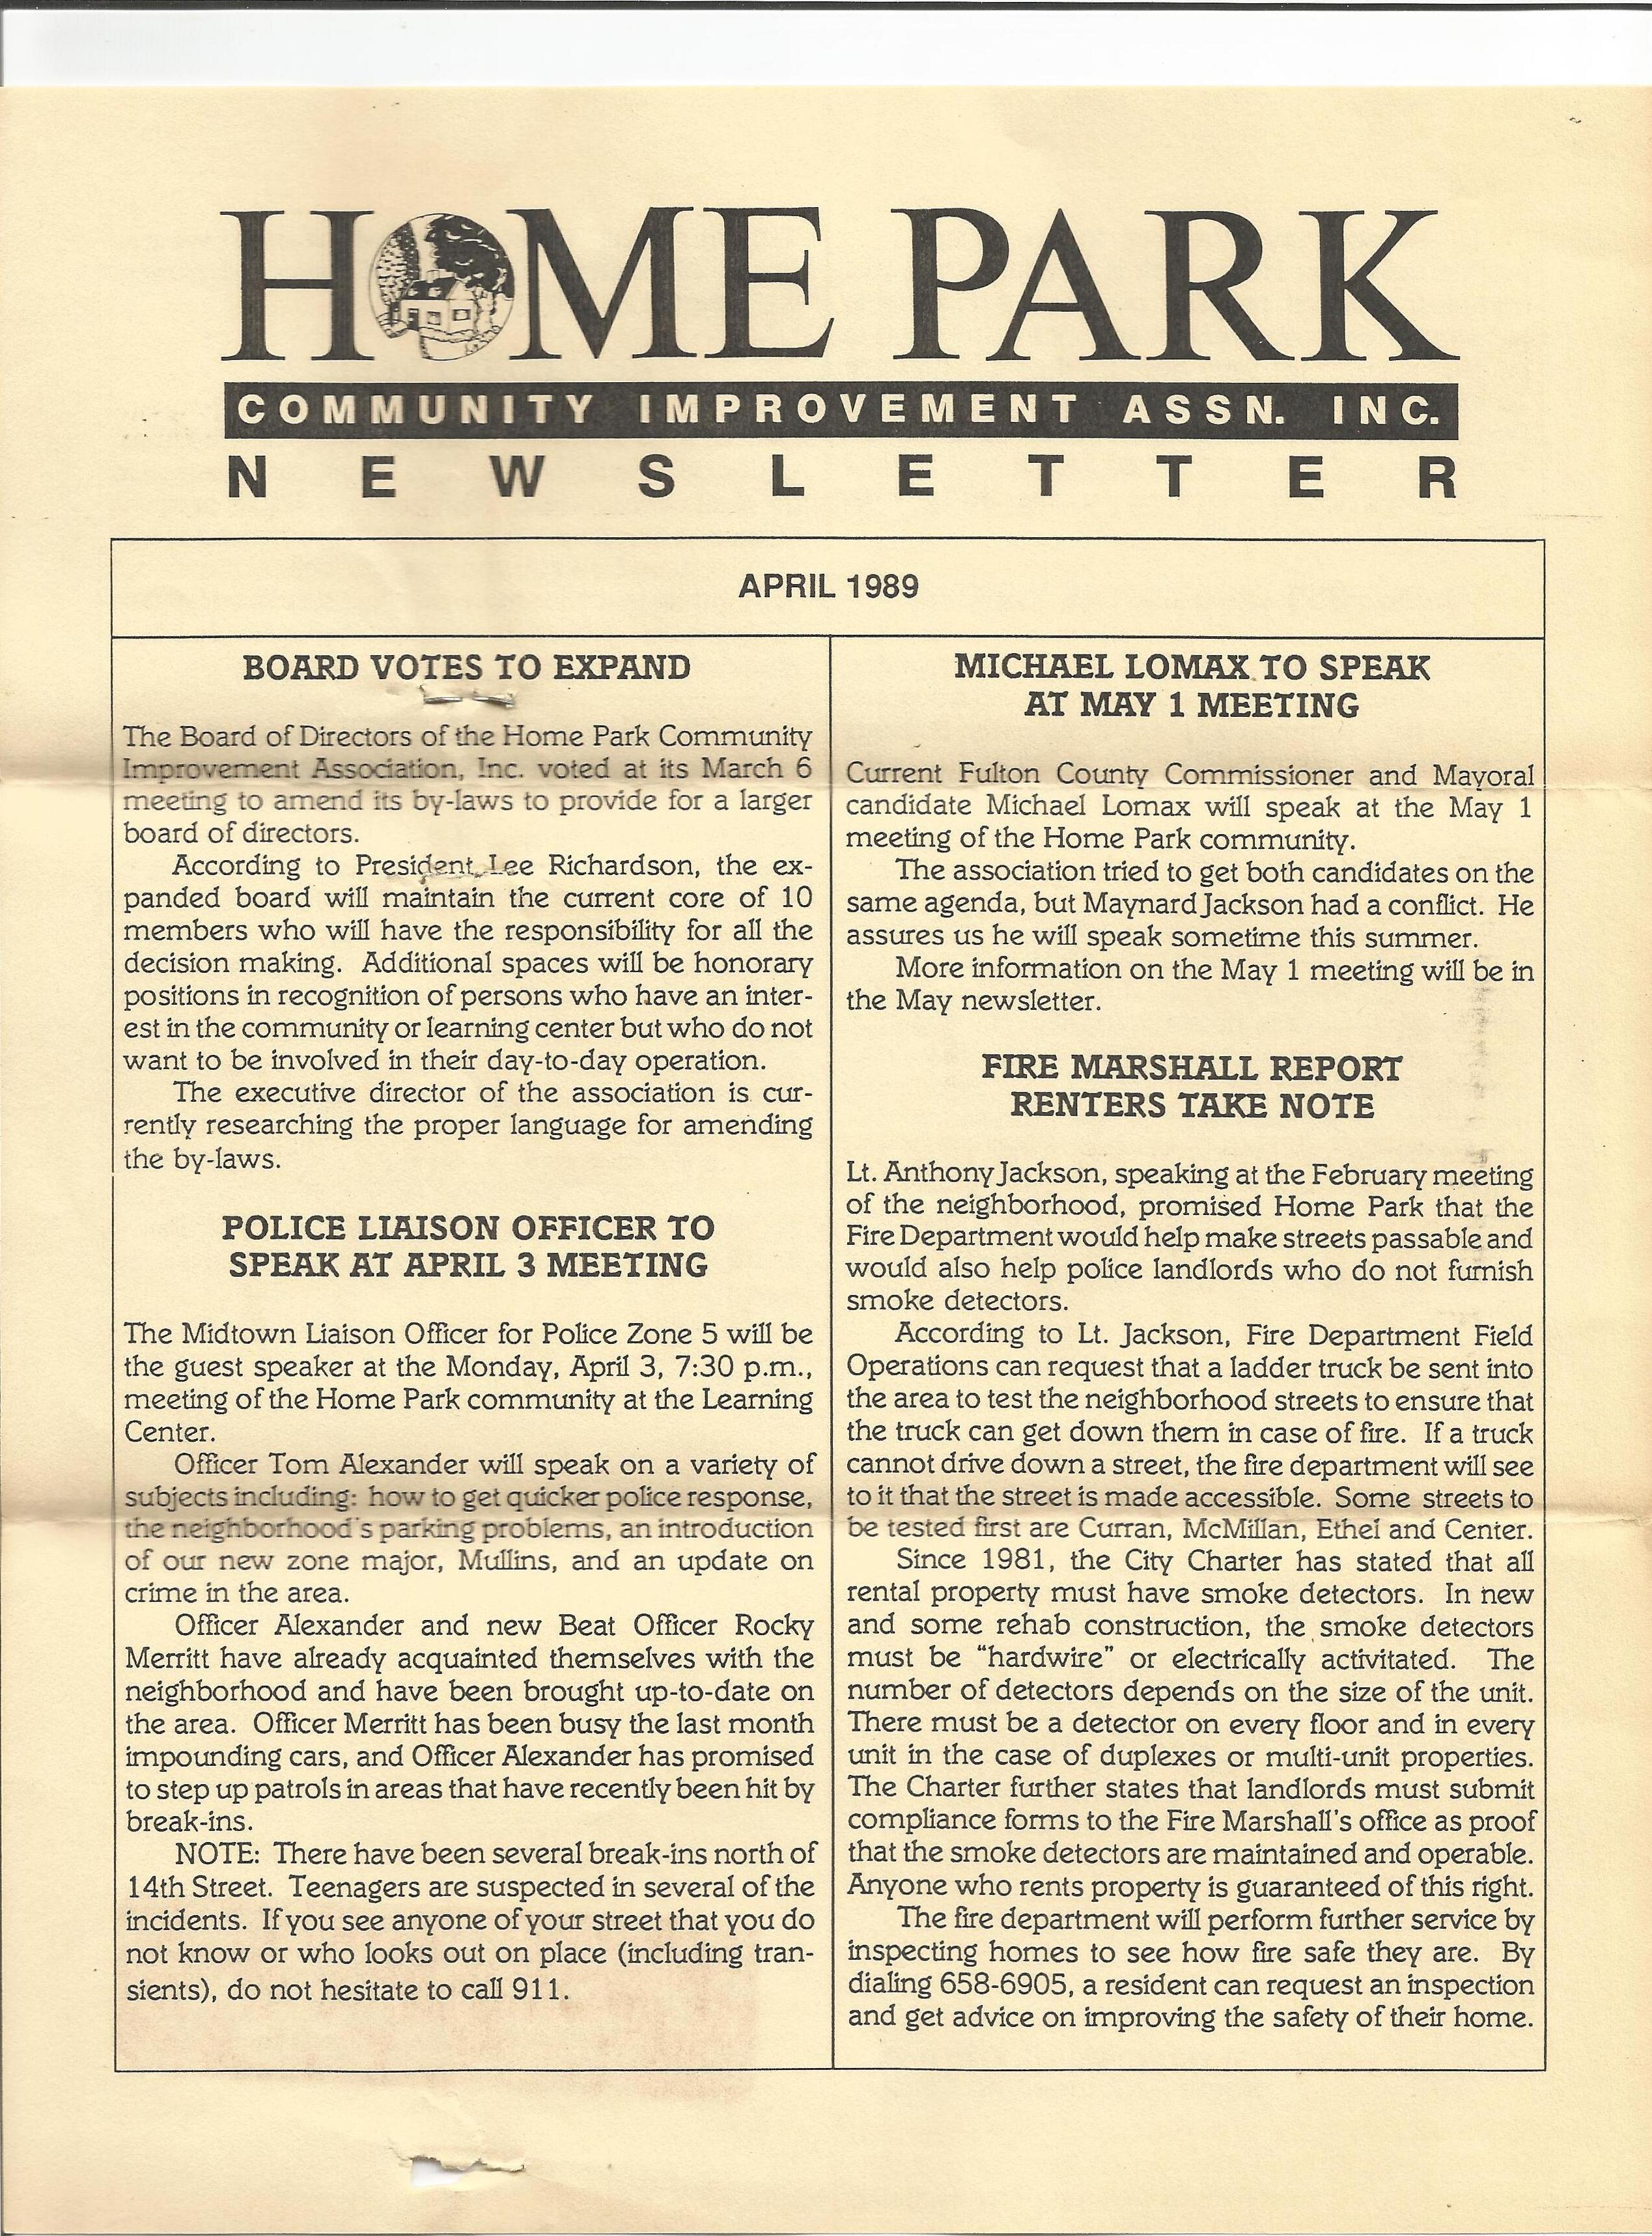 HOME PARK
COMMUNITY IMPROVEMENT ASSN. INC.
NEWSLETTER
APRIL 1989
BOARD VOTES TO EXPAND
The Board of Directors of the Home Park Community
Improvement Association, Inc. voted at its March 6
meeting to amend its by-laws to provide for a larger
board of directors.
According to President Lee Richardson, the ex-
panded board will maintain the current core of 10
members who will have the responsibility for all the
decision making. Additional spaces will be honorary
positions in recognition of persons who have an inter-
est in the community or learning center but who do not
want to be involved in their day-to-day operation.
The executive director of the association is cur-
rently researching the proper language for amending
the by-laws.
POLICE LIAISON OFFICER TO
SPEAK AT APRIL 3 MEETING
The Midtown Liaison Officer for Police Zone 5 will be
the guest speaker at the Monday, April 3, 7:30 p.m.,
meeting of the Home Park community at the Learning
Center.
Officer Tom Alexander will speak on a variety of
subjects including: how to get quicker police response,
the neighborhood's parking problems, an introduction
of our new zone major, Mullins, and an update on
crime in the area.
Officer Alexander and new Beat Officer Rocky
Merritt have already acquainted themselves with the
neighborhood and have been brought up-to-date on
the area. Officer Merritt has been busy the last month
impounding cars, and Officer Alexander has promised
to step up patrols in areas that have recently been hit by
break-ins.
NOTE: There have been several break-ins north of
14th Street. Teenagers are suspected in several of the
incidents. If you see anyone of your street that you do
not know or who looks out on place (including tran-
sients), do not hesitate to call 911.
MICHAEL LOMAX TO SPEAK
AT MAY 1 MEETING
Current Fulton County Commissioner and Mayoral
candidate Michael Lomax will speak at the May 1
meeting of the Home Park community.
The association tried to get both candidates on the
same agenda, but Maynard Jackson had a conflict. He
assures us he will speak sometime this summer.
More information on the May 1 meeting will be in
the May newsletter.
FIRE MARSHALL REPORT
RENTERS TAKE NOTE
Lt. Anthony Jackson, speaking at the February meeting
of the neighborhood, promised Home Park that the
Fire Department would help make streets passable and
would also help police landlords who do not furnish
smoke detectors.
According to Lt. Jackson, Fire Department Field
Operations can request that a ladder truck be sent into
the area to test the neighborhood streets to ensure that
the truck can get down them in case of fire. If a truck
cannot drive down a street, the fire department will see
to it that the street is made accessible. Some streets to
be tested first are Curran, McMillan, Ethel and Center.
Since 1981, the City Charter has stated that all
rental property must have smoke detectors. In new
and some rehab construction, the smoke detectors
must be "hardwire" or electrically activitated. The
number of detectors depends on the size of the unit.
There must be a detector on every floor and in every
unit in the case of duplexes or multi-unit properties.
The Charter further states that landlords must submit
compliance forms to the Fire Marshall's office as proof
that the smoke detectors are maintained and operable.
Anyone who rents property is guaranteed of this right.
The fire department will perform further service by
inspecting homes to see how fire safe they are. By
dialing 658-6905, a resident can request an inspection
and get advice on improving the safety of their home.